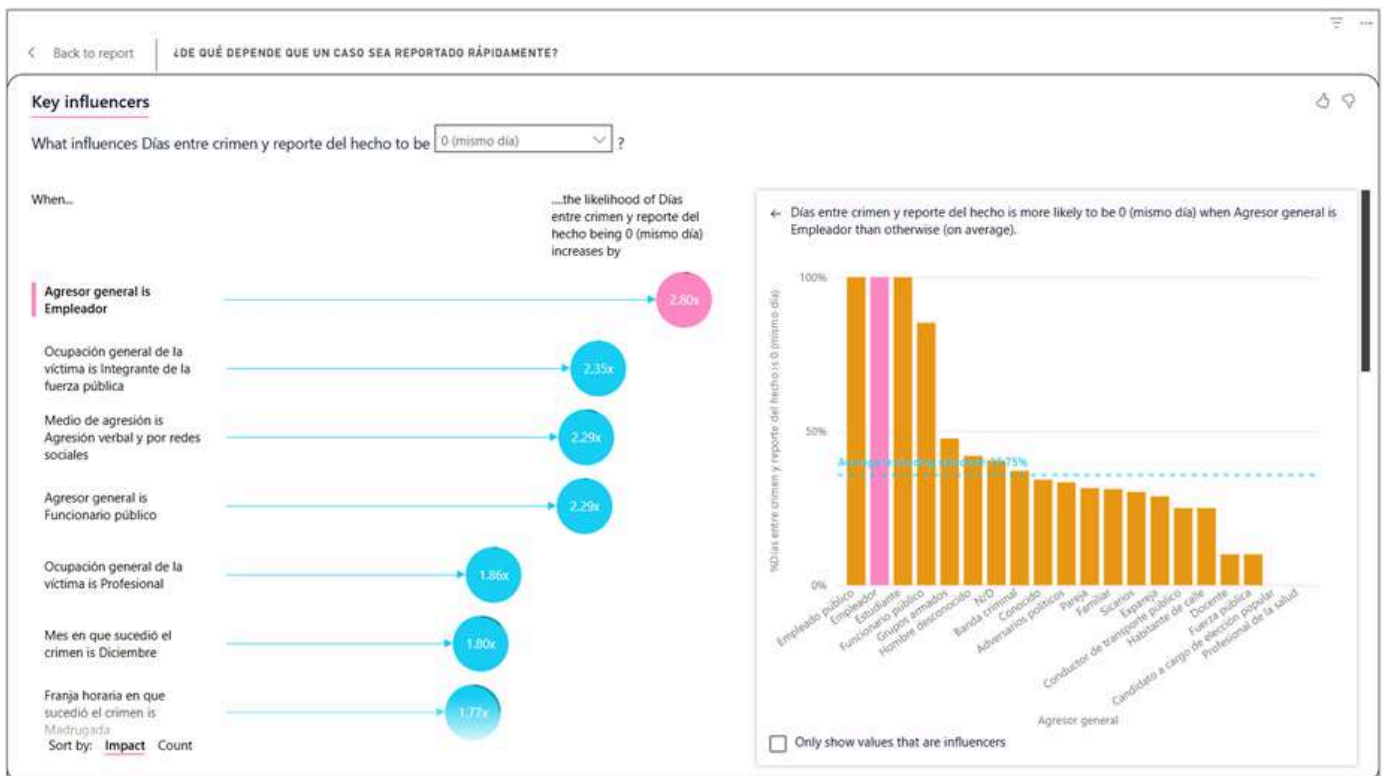 Back to report
¿DE QUÉ DEPENDE QUE UN CASO SEA REPORTADO RÁPIDAMENTE?
Key influencers
What influences Días entre crimen y reporte del hecho to be 0 (mismo día) ?
When...
....the likelihood of Días
entre crimen y reporte del
hecho being 0 (mismo día)
increases by
Agresor general is
Empleador
2.80x
Ocupación general de la
víctima is Integrante de la
fuerza pública
2.35x
Medio de agresión is
Agresión verbal y por redes
sociales
2.29x
Agresor general is
Funcionario público
2.29x
Ocupación general de la
víctima is Profesional
1.86x
Mes en que sucedió el
crimen is Diciembre
1.80x
Franja horaria en que
sucedió el crimen is
Madrugada
1.77x
Sort by: Impact Count
Días entre crimen y reporte del hecho is more likely to be 0 (mismo día) when Agresor general is
Empleador than otherwise (on average).
%Días entre crimen y reporte del hecho is 0 (mismo día)
100%
50%
0%
Empleado público
Empleador
Estudiante
Funcionario público
Grupos armados
Hombre desconocido
N/D
Banda criminal
Conocido
Adversarios políticos
Pareja
Familiar
Sicarios
Expareja
Conductor de transporte público
Habitante de calle
Docente
Fuerza pública
Candidato a cargo de elección popular
Profesional de la salud
Agresor general
Only show values that are influencers